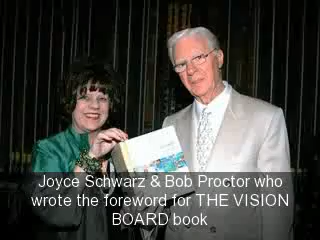 Joyce Schwarz & Bob Proctor who
wrote the foreword for THE VISION
BOARD book